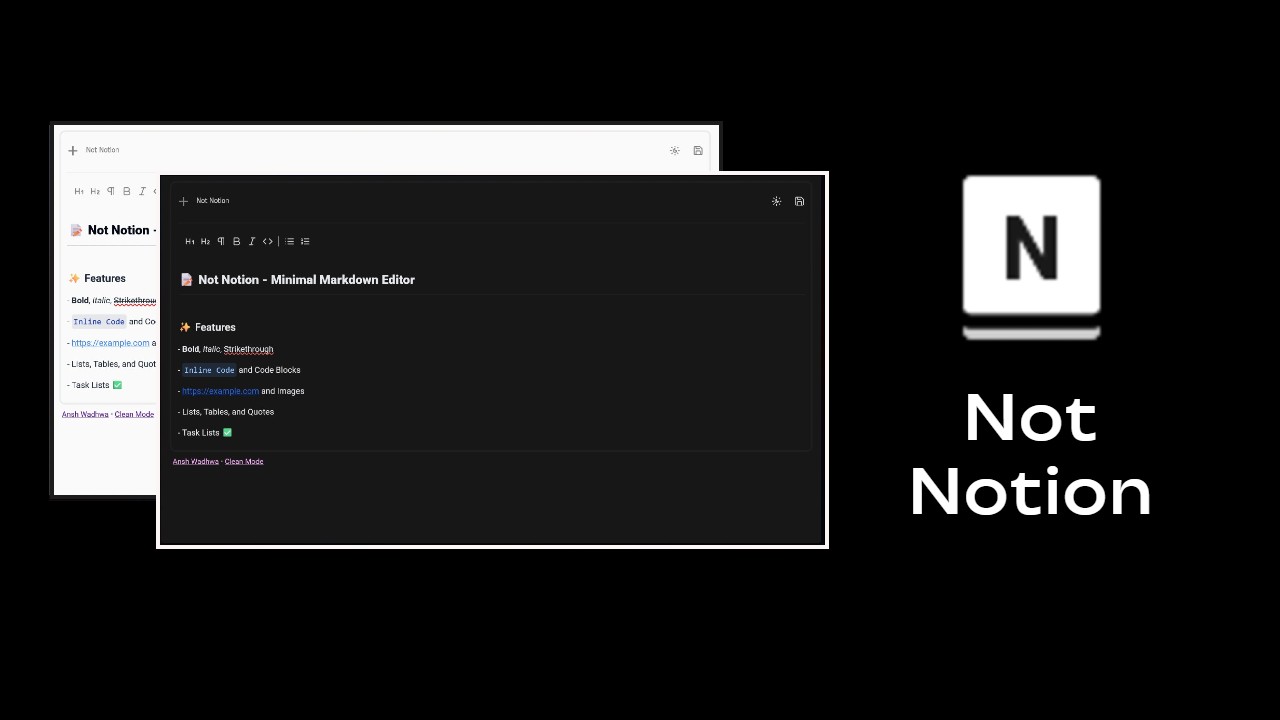 Not Notion
H1 H2 ¶ B I <
📝 Not Notion -
✨ Features
- Bold, Italic, Strikethrou
- Inline Code and Co
- https://example.com a
- Lists, Tables, and Quot
- Task Lists ✅
Ansh Wadhwa · Clean Mode
Not Notion
H1 H2 ¶ B I <>
📝 Not Notion - Minimal Markdown Editor
✨ Features
- Bold, Italic, Strikethrough
- Inline Code and Code Blocks
- https://example.com and Images
- Lists, Tables, and Quotes
- Task Lists ✅
Ansh Wadhwa · Clean Mode
N
Not
Notion